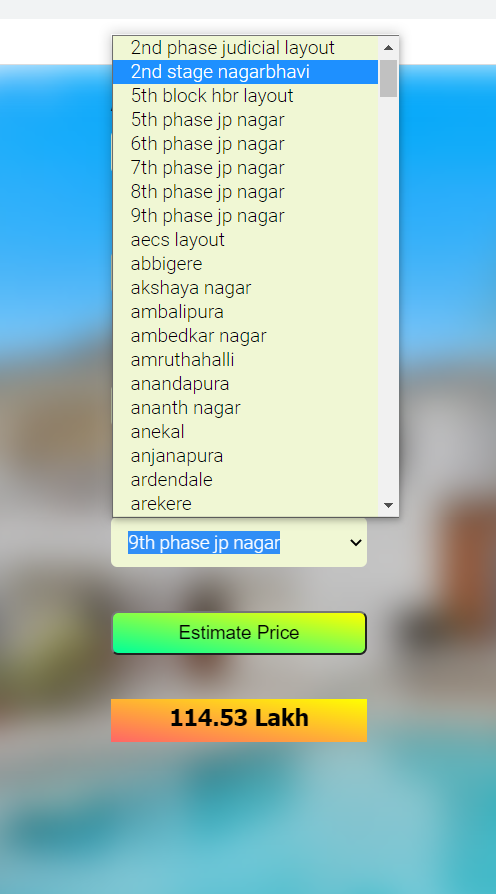 2nd phase judicial layout
2nd stage nagarbhavi
5th block hbr layout
5th phase jp nagar
6th phase jp nagar
7th phase jp nagar
8th phase jp nagar
9th phase jp nagar
aecs layout
abbigere
akshaya nagar
ambalipura
ambedkar nagar
amruthahalli
anandapura
ananth nagar
anekal
anjanapura
ardendale
arekere
9th phase jp nagar
Estimate Price
114.53 Lakh